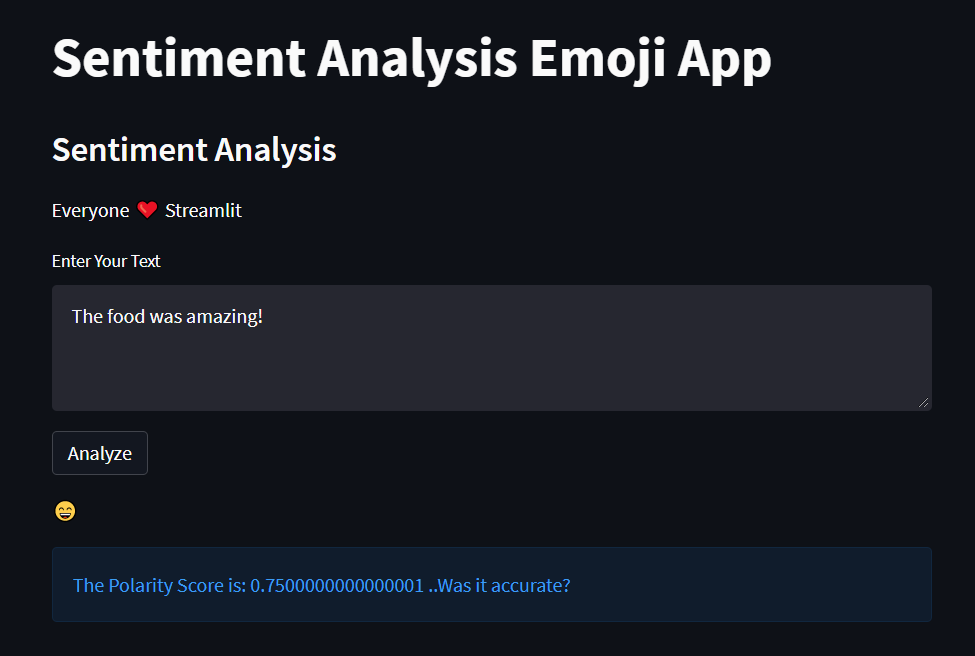 Sentiment Analysis Emoji App
Sentiment Analysis
Everyone ❤️ Streamlit
Enter Your Text
The food was amazing!
Analyze
😄
The Polarity Score is: 0.7500000000000001 ..Was it accurate?